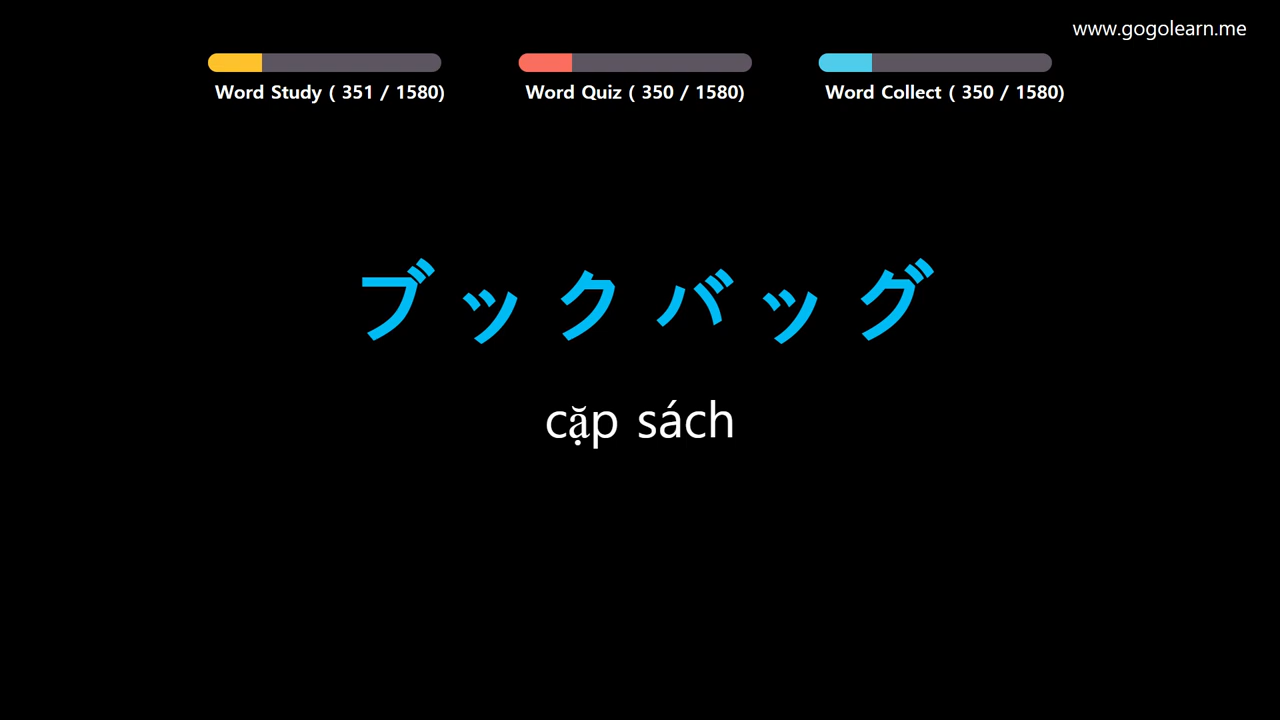 www.gogolearn.me
Word Study ( 351 / 1580)
Word Quiz ( 350 / 1580)
Word Collect ( 350 / 1580)
ブックバッグ
cặp sách